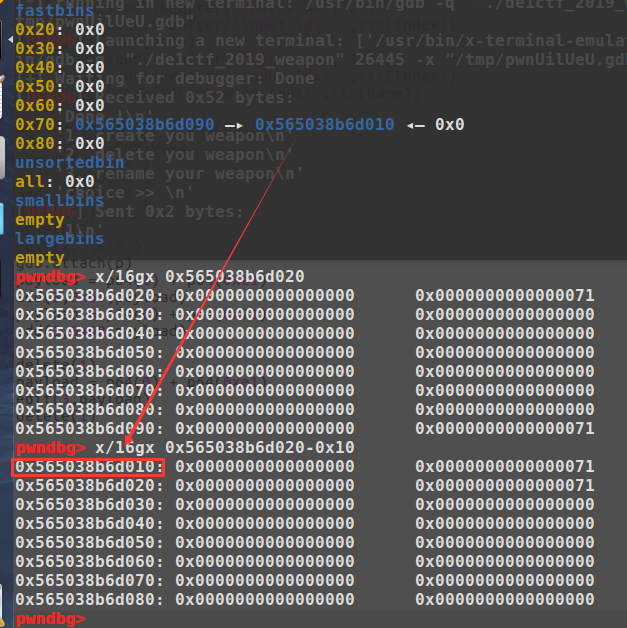 fastbins
0x20: 0x0
0x30: 0x0
0x40: 0x0
0x50: 0x0
0x60: 0x0
0x70: 0x565038b6d090 —▸ 0x565038b6d010 ◂— 0x0
0x80: 0x0
unsortedbin
all: 0x0
smallbins
empty
largebins
empty
pwndbg> x/16gx 0x565038b6d020
0x565038b6d020: 0x0000000000000000 0x0000000000000071
0x565038b6d030: 0x0000000000000000 0x0000000000000000
0x565038b6d040: 0x0000000000000000 0x0000000000000000
0x565038b6d050: 0x0000000000000000 0x0000000000000000
0x565038b6d060: 0x0000000000000000 0x0000000000000000
0x565038b6d070: 0x0000000000000000 0x0000000000000000
0x565038b6d080: 0x0000000000000000 0x0000000000000000
0x565038b6d090: 0x0000000000000000 0x0000000000000071
pwndbg> x/16gx 0x565038b6d020-0x10
0x565038b6d010: 0x0000000000000000 0x0000000000000071
0x565038b6d020: 0x0000000000000000 0x0000000000000071
0x565038b6d030: 0x0000000000000000 0x0000000000000000
0x565038b6d040: 0x0000000000000000 0x0000000000000000
0x565038b6d050: 0x0000000000000000 0x0000000000000000
0x565038b6d060: 0x0000000000000000 0x0000000000000000
0x565038b6d070: 0x0000000000000000 0x0000000000000000
0x565038b6d080: 0x0000000000000000 0x0000000000000000
pwndbg>